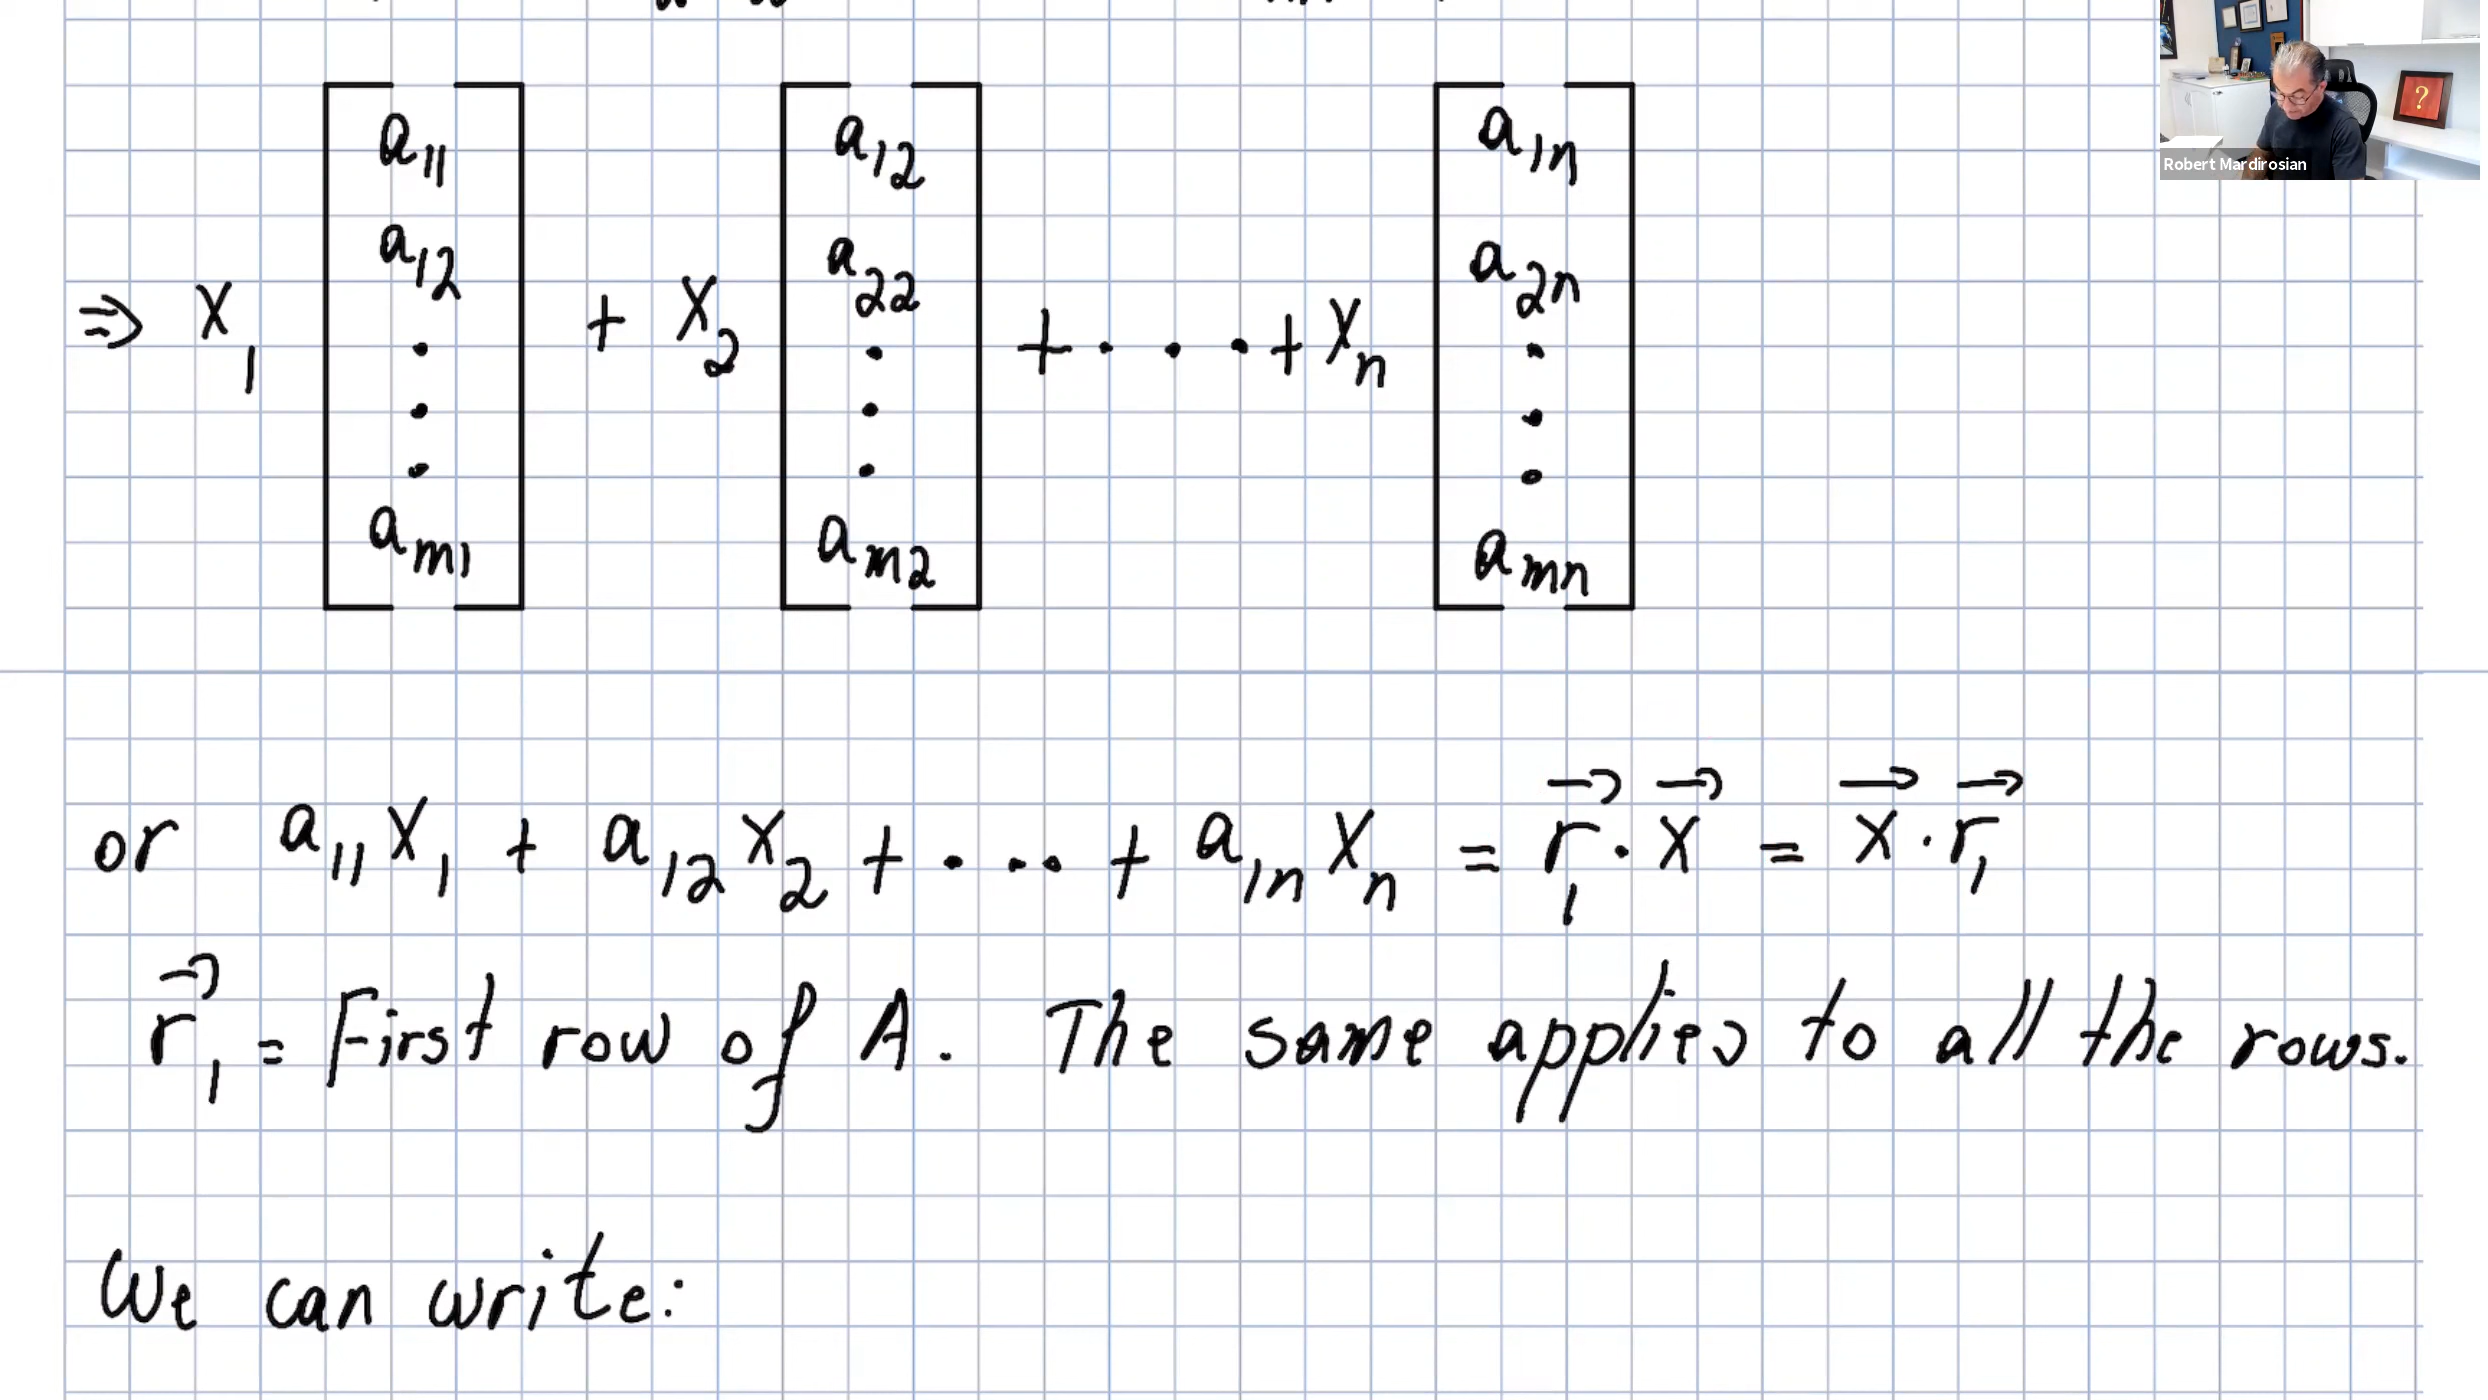 ⇒ x₁ [a₁₁ a₁₂ . . . aₘ₁] + x₂ [a₁₂ a₂₂ . . . aₘ₂] + . . . + xₙ [a₁ₙ a₂ₙ . . . aₘₙ]
or a₁₁x₁ + a₁₂x₂ + . . . + a₁ₙxₙ = r⃗₁ · x⃗ = x⃗ · r⃗₁
r⃗₁ = First row of A. The same applies to all the rows.
We can write:
?
Robert Mardirosian